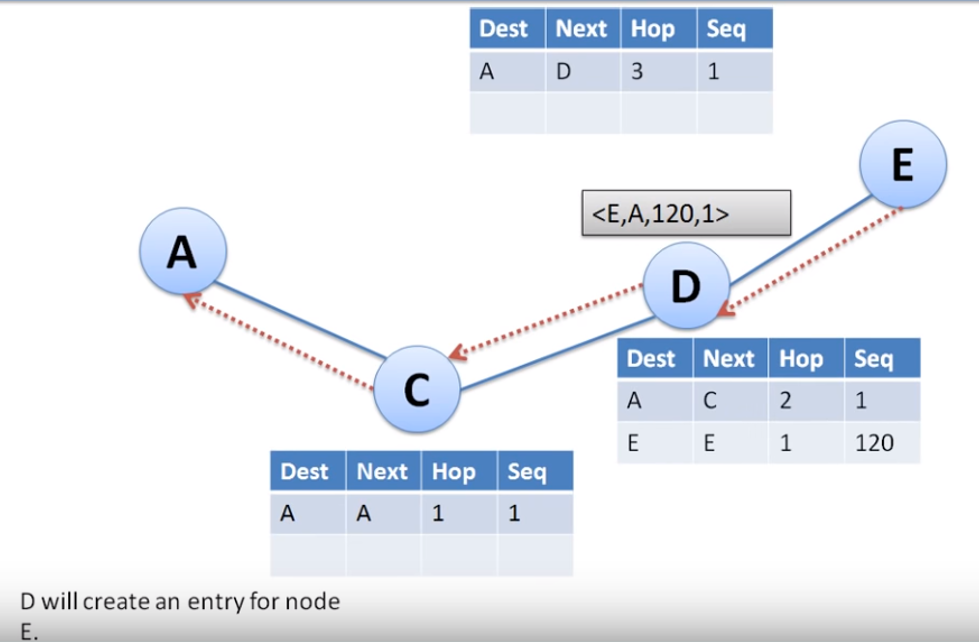 Dest Next Hop Seq
A D 3 1
E
<E,A,120,1>
A
D
Dest Next Hop Seq
A C 2 1
E E 1 120
C
Dest Next Hop Seq
A A 1 1
D will create an entry for node
E.